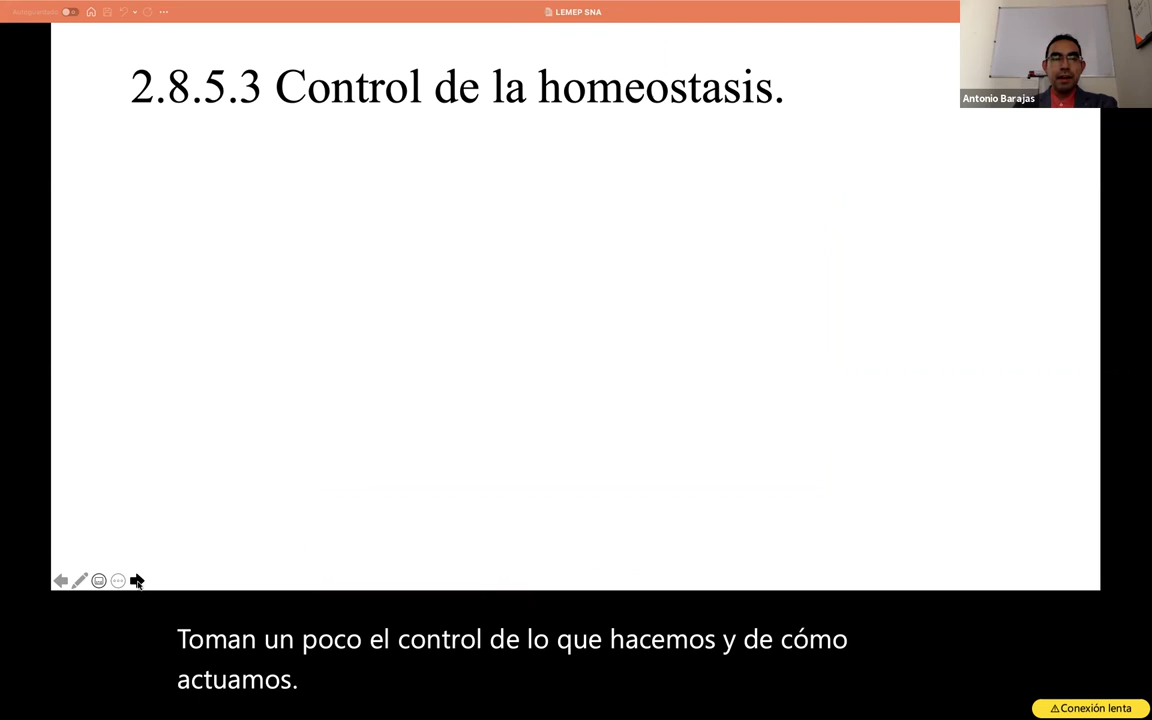 Autoguardado
LEMEP SNA
2.8.5.3 Control de la homeostasis.
Antonio Barajas
Toman un poco el control de lo que hacemos y de cómo
actuamos.
⚠Conexión lenta